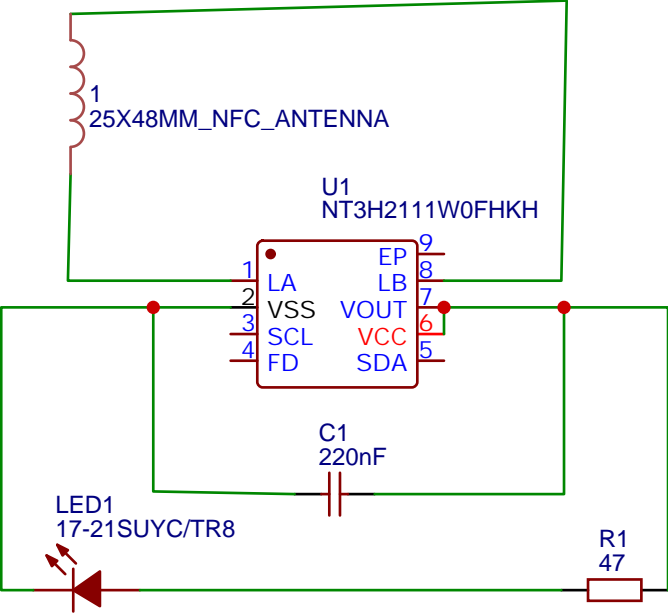 1
25X48MM_NFC_ANTENNA
U1
NT3H2111W0FHKH
EP 9
1 LA
LB 8
2 VSS
VOUT 7
3 SCL
VCC 6
4 FD
SDA 5
C1
220nF
LED1
17-21SUYC/TR8
R1
47